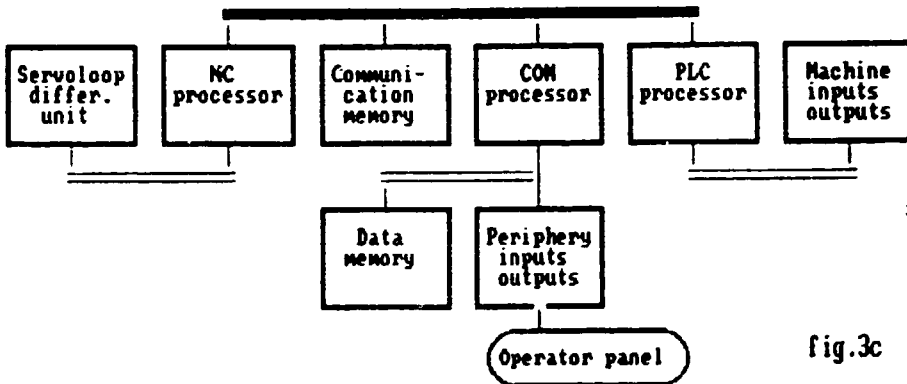 Servoloop
differ.
unit
NC
processor
Communi-
cation
memory
COM
processor
PLC
processor
Machine
inputs
outputs
Data
memory
Periphery
inputs
outputs
Operator panel
fig.3c